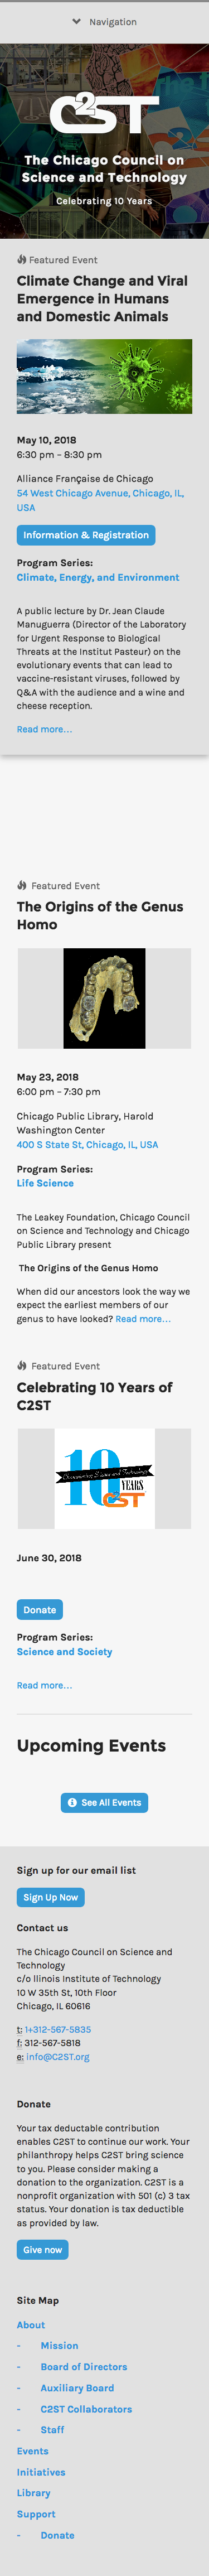 Navigation
C2ST
The Chicago Council on
Science and Technology
Celebrating 10 Years
Featured Event
Climate Change and Viral
Emergence in Humans
and Domestic Animals
May 10, 2018
6:30 pm – 8:30 pm
Alliance Française de Chicago
54 West Chicago Avenue, Chicago, IL,
USA
Information & Registration
Program Series:
Climate, Energy, and Environment
A public lecture by Dr. Jean Claude
Manuguerra (Director of the Laboratory
for Urgent Response to Biological
Threats at the Institut Pasteur) on the
evolutionary events that can lead to
vaccine-resistant viruses, followed by
Q&A with the audience and a wine and
cheese reception.
Read more…
Featured Event
The Origins of the Genus
Homo
May 23, 2018
6:00 pm – 7:30 pm
Chicago Public Library, Harold
Washington Center
400 S State St, Chicago, IL, USA
Program Series:
Life Science
The Leakey Foundation, Chicago Council
on Science and Technology and Chicago
Public Library present
The Origins of the Genus Homo
When did our ancestors look the way we
expect the earliest members of our
genus to have looked? Read more…
Featured Event
Celebrating 10 Years of
C2ST
10
YEARS
C2ST
June 30, 2018
Donate
Program Series:
Science and Society
Read more…
Upcoming Events
See All Events
Sign up for our email list
Sign Up Now
Contact us
The Chicago Council on Science and
Technology
c/o Ilinois Institute of Technology
10 W 35th St, 10th Floor
Chicago, IL 60616
t: 1+312-567-5835
f: 312-567-5818
e: info@C2ST.org
Donate
Your tax deductable contribution
enables C2ST to continue our work. Your
philanthropy helps C2ST bring science
to you. Please consider making a
donation to the organization. C2ST is a
nonprofit organization with 501 (c) 3 tax
status. Your donation is tax deductible
as provided by law.
Give now
Site Map
About
- Mission
- Board of Directors
- Auxiliary Board
- C2ST Collaborators
- Staff
Events
Initiatives
Library
Support
- Donate